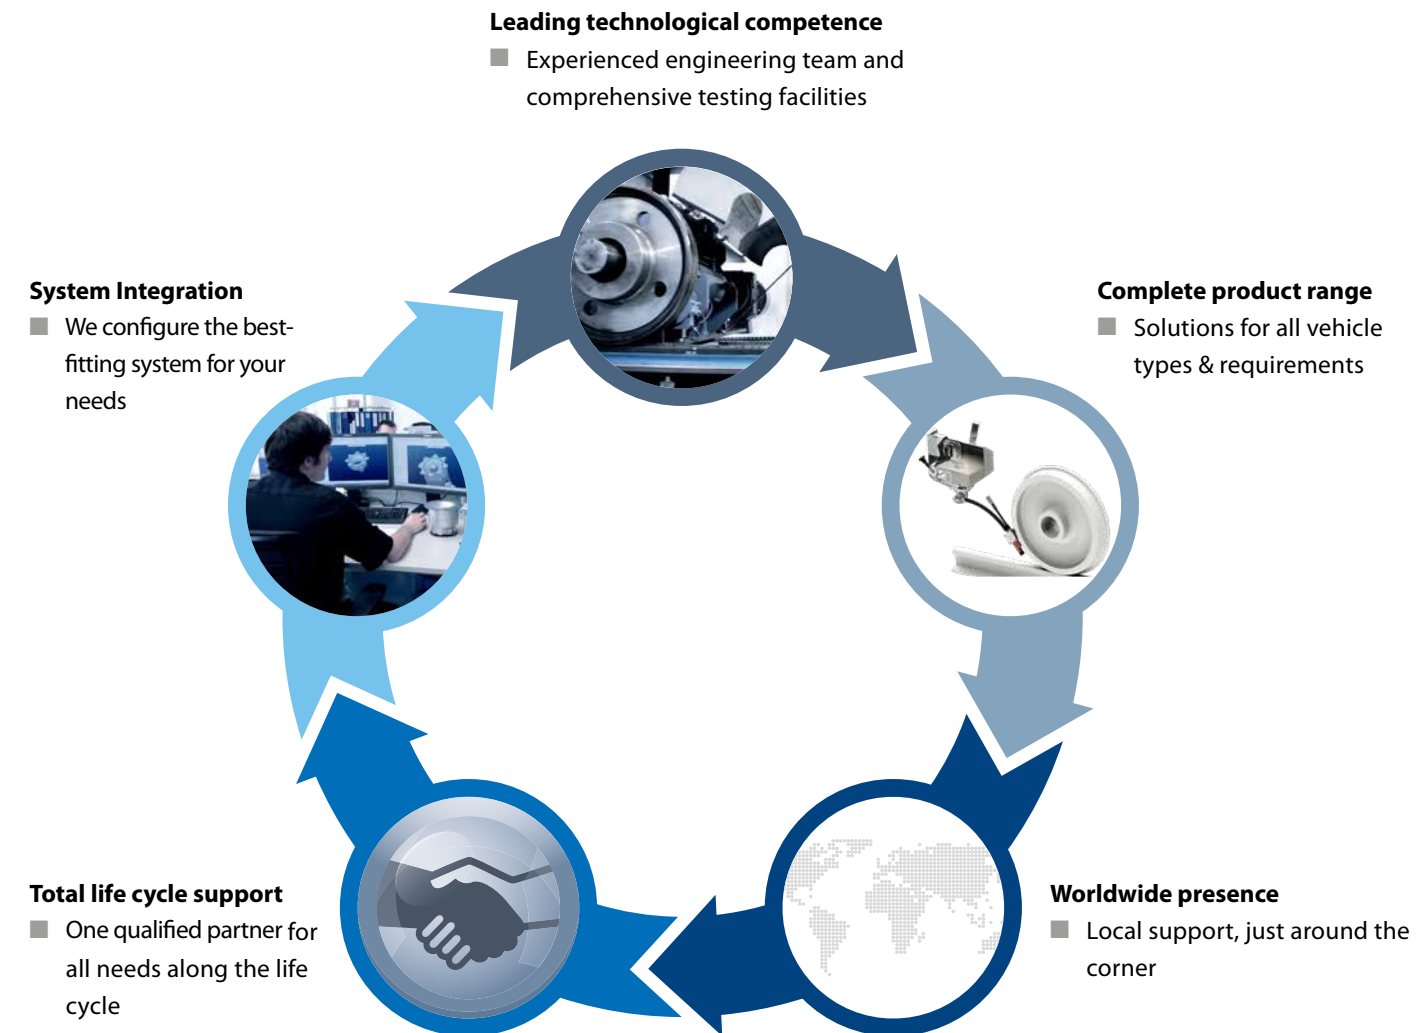 Leading technological competence
Experienced engineering team and
comprehensive testing facilities
System Integration
We configure the best-
fitting system for your
needs
Complete product range
Solutions for all vehicle
types & requirements
Total life cycle support
One qualified partner for
all needs along the life
cycle
Worldwide presence
Local support, just around the
corner